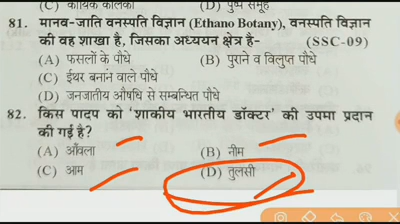 (C) कायिक कलिका (D) पुष्प समूह
81. मानव-जाति वनस्पति विज्ञान (Ethano Botany), वनस्पति विज्ञान
की वह शाखा है, जिसका अध्ययन क्षेत्र है- (SSC-09)
(A) फसलों के पौधे (B) पुराने व विलुप्त पौधे
(C) ईथर बनाने वाले पौधे
(D) जनजातीय औषधि से सम्बन्धित पौधे
82. किस पादप को 'शाकीय भारतीय डॉक्टर' की उपमा प्रदान
की गई है?
(A) आँवला (B) नीम
(C) आम (D) तुलसी